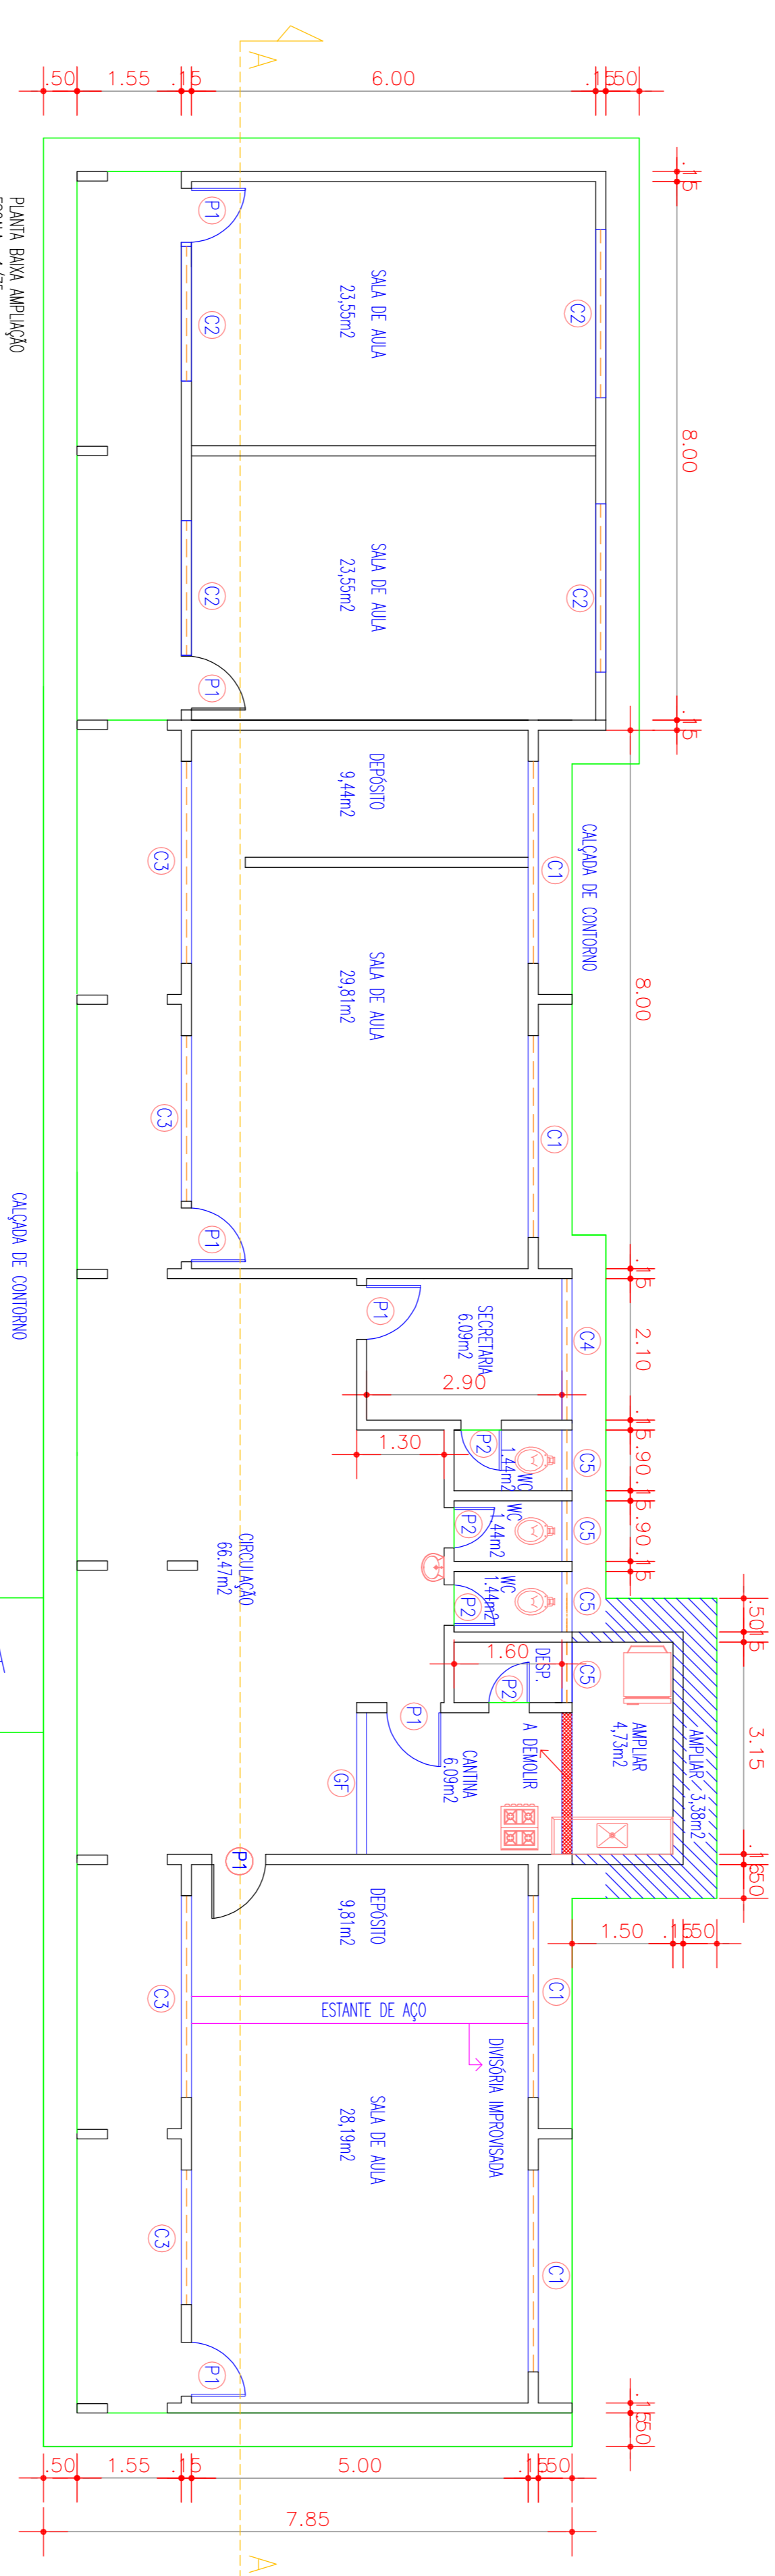 A
.50
1.55
.15
6.00
.15
.50
.15
8.00
.15
PLANTA BAIXA AMPLIAÇÃO
P1
C2
SALA DE AULA
23,55m2
C2
SALA DE AULA
23,55m2
C2
C2
P1
DEPÓSITO
9,44m2
C3
C1
CALÇADA DE CONTORNO
SALA DE AULA
29,81m2
8.00
C3
C1
P1
CALÇADA DE CONTORNO
.15
2.10
.15
.90
.15
.90
.15
P1
SECRETARIA
6.09m2
C4
2.90
1.30
P2
WC
1.44m2
C5
P2
WC
1.44m2
C5
P2
WC
1.44m2
C5
CIRCULAÇÃO
66.47m2
1.60
DESP.
P2
C5
.50
.15
3.15
.15
.50
AMPLIAR
4,73m2
AMPLIAR
3,38m2
A DEMOLIR
P1
CANTINA
6.09m2
GF
P1
DEPÓSITO
9,81m2
1.50
.15
.50
C3
C1
ESTANTE DE AÇO
DIVISÓRIA IMPROVISADA
SALA DE AULA
28,19m2
C3
C1
P1
.15
.50
.50
1.55
.15
5.00
.15
.50
7.85
A